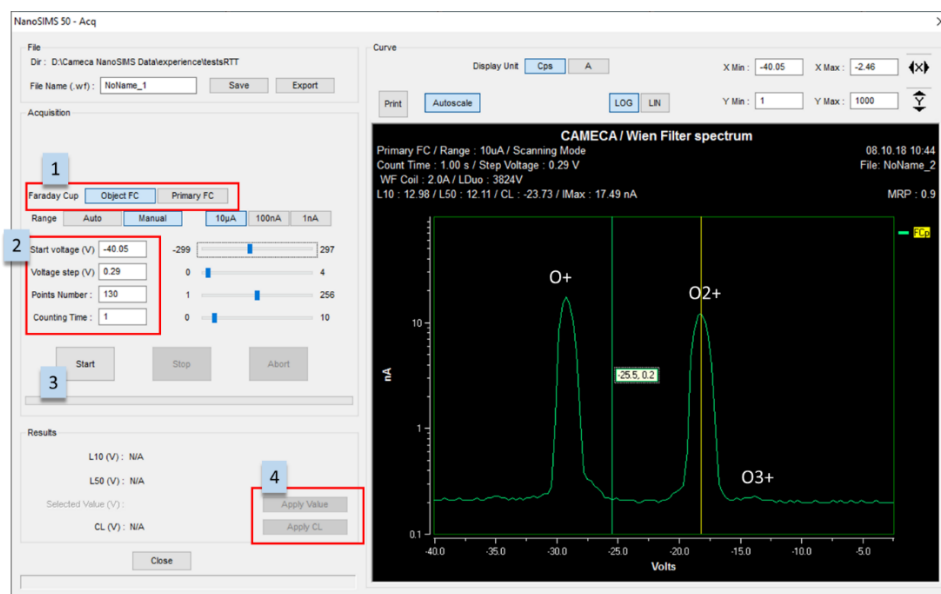 NanoSIMS 50 - Acq
File
Dir : D:\Cameca NanoSIMS Data\experience\testsRTT
File Name (.wf) : NoName_1 Save Export
Acquisition
1
Faraday Cup Object FC Primary FC
Range Auto Manual 10µA 100nA 1nA
2
Start voltage (V) -40.05 -299 297
Voltage step (V) 0.29 0 4
Points Number : 130 1 256
Counting Time : 1 0 10
Start Stop Abort
3
Results
L10 (V) : N/A
L50 (V) : N/A
4
Selected Value (V) : Apply Value
CL (V) : N/A Apply CL
Close
Curve
Display Unit Cps A X Min : -40.05 X Max : -2.46
Print Autoscale LOG LIN Y Min : 1 Y Max : 1000
CAMECA / Wien Filter spectrum
Primary FC / Range : 10uA / Scanning Mode 08.10.18 10:44
Count Time : 1.00 s / Step Voltage : 0.29 V File: NoName_2
WF Coil : 2.0A / LDuo : 3824V
L10 : 12.98 / L50 : 12.11 / CL : -23.73 / IMax : 17.49 nA MRP : 0.9
FCp
O+
O2+
10
-25.5, 0.2
nA
1
O3+
0.1
-40.0 -35.0 -30.0 -25.0 -20.0 -15.0 -10.0 -5.0
Volts